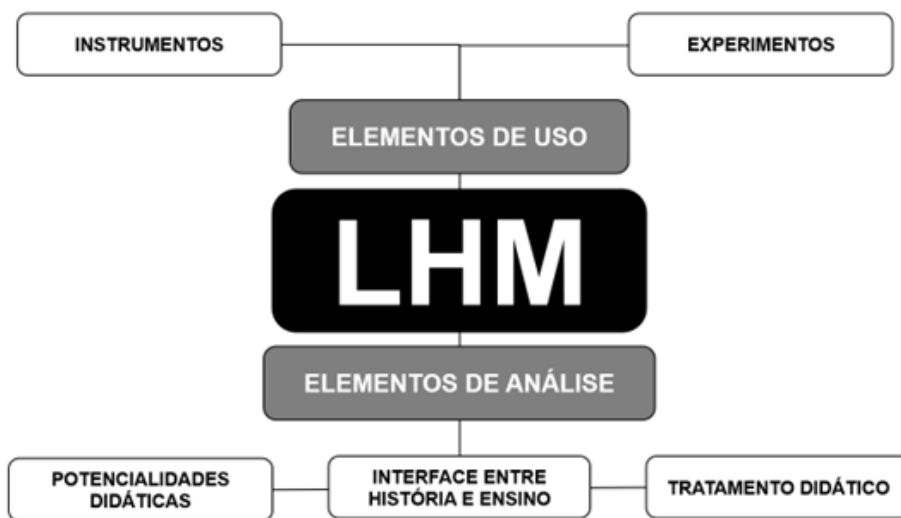 INSTRUMENTOS
EXPERIMENTOS
ELEMENTOS DE USO
LHM
ELEMENTOS DE ANÁLISE
POTENCIALIDADES
DIDÁTICAS
INTERFACE ENTRE
HISTÓRIA E ENSINO
TRATAMENTO DIDÁTICO